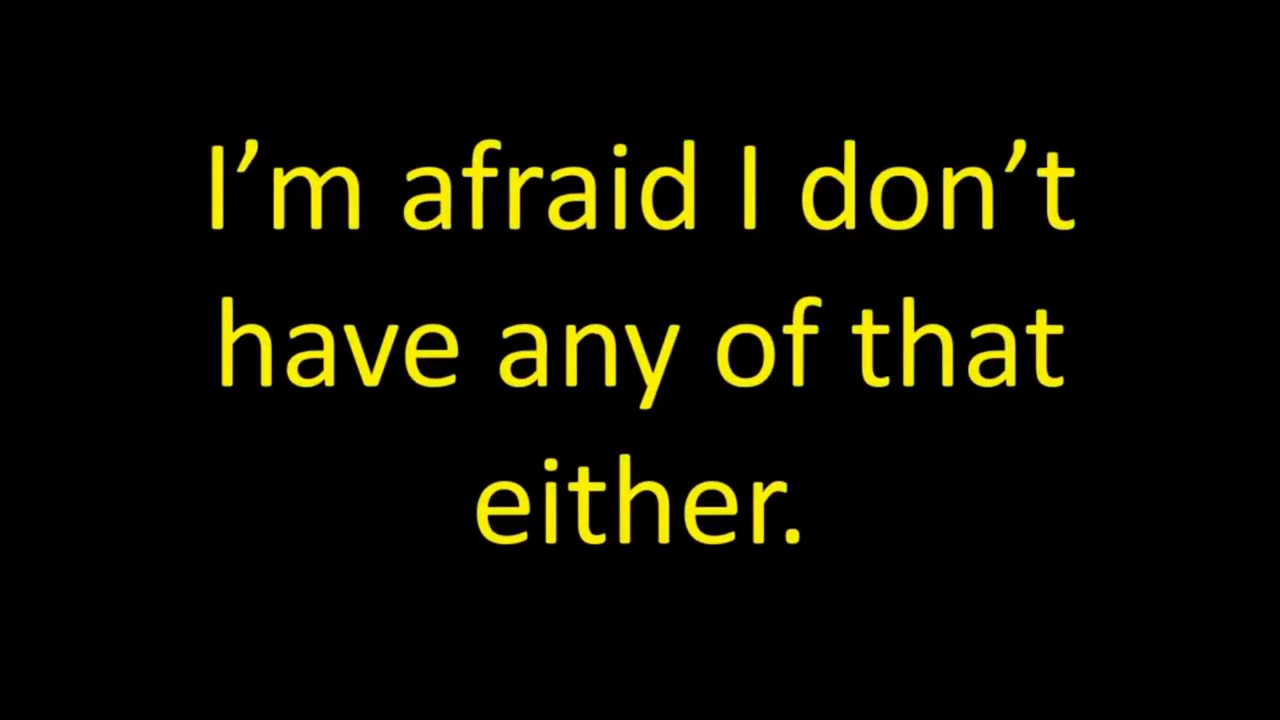 I’m afraid I don’t
have any of that
either.